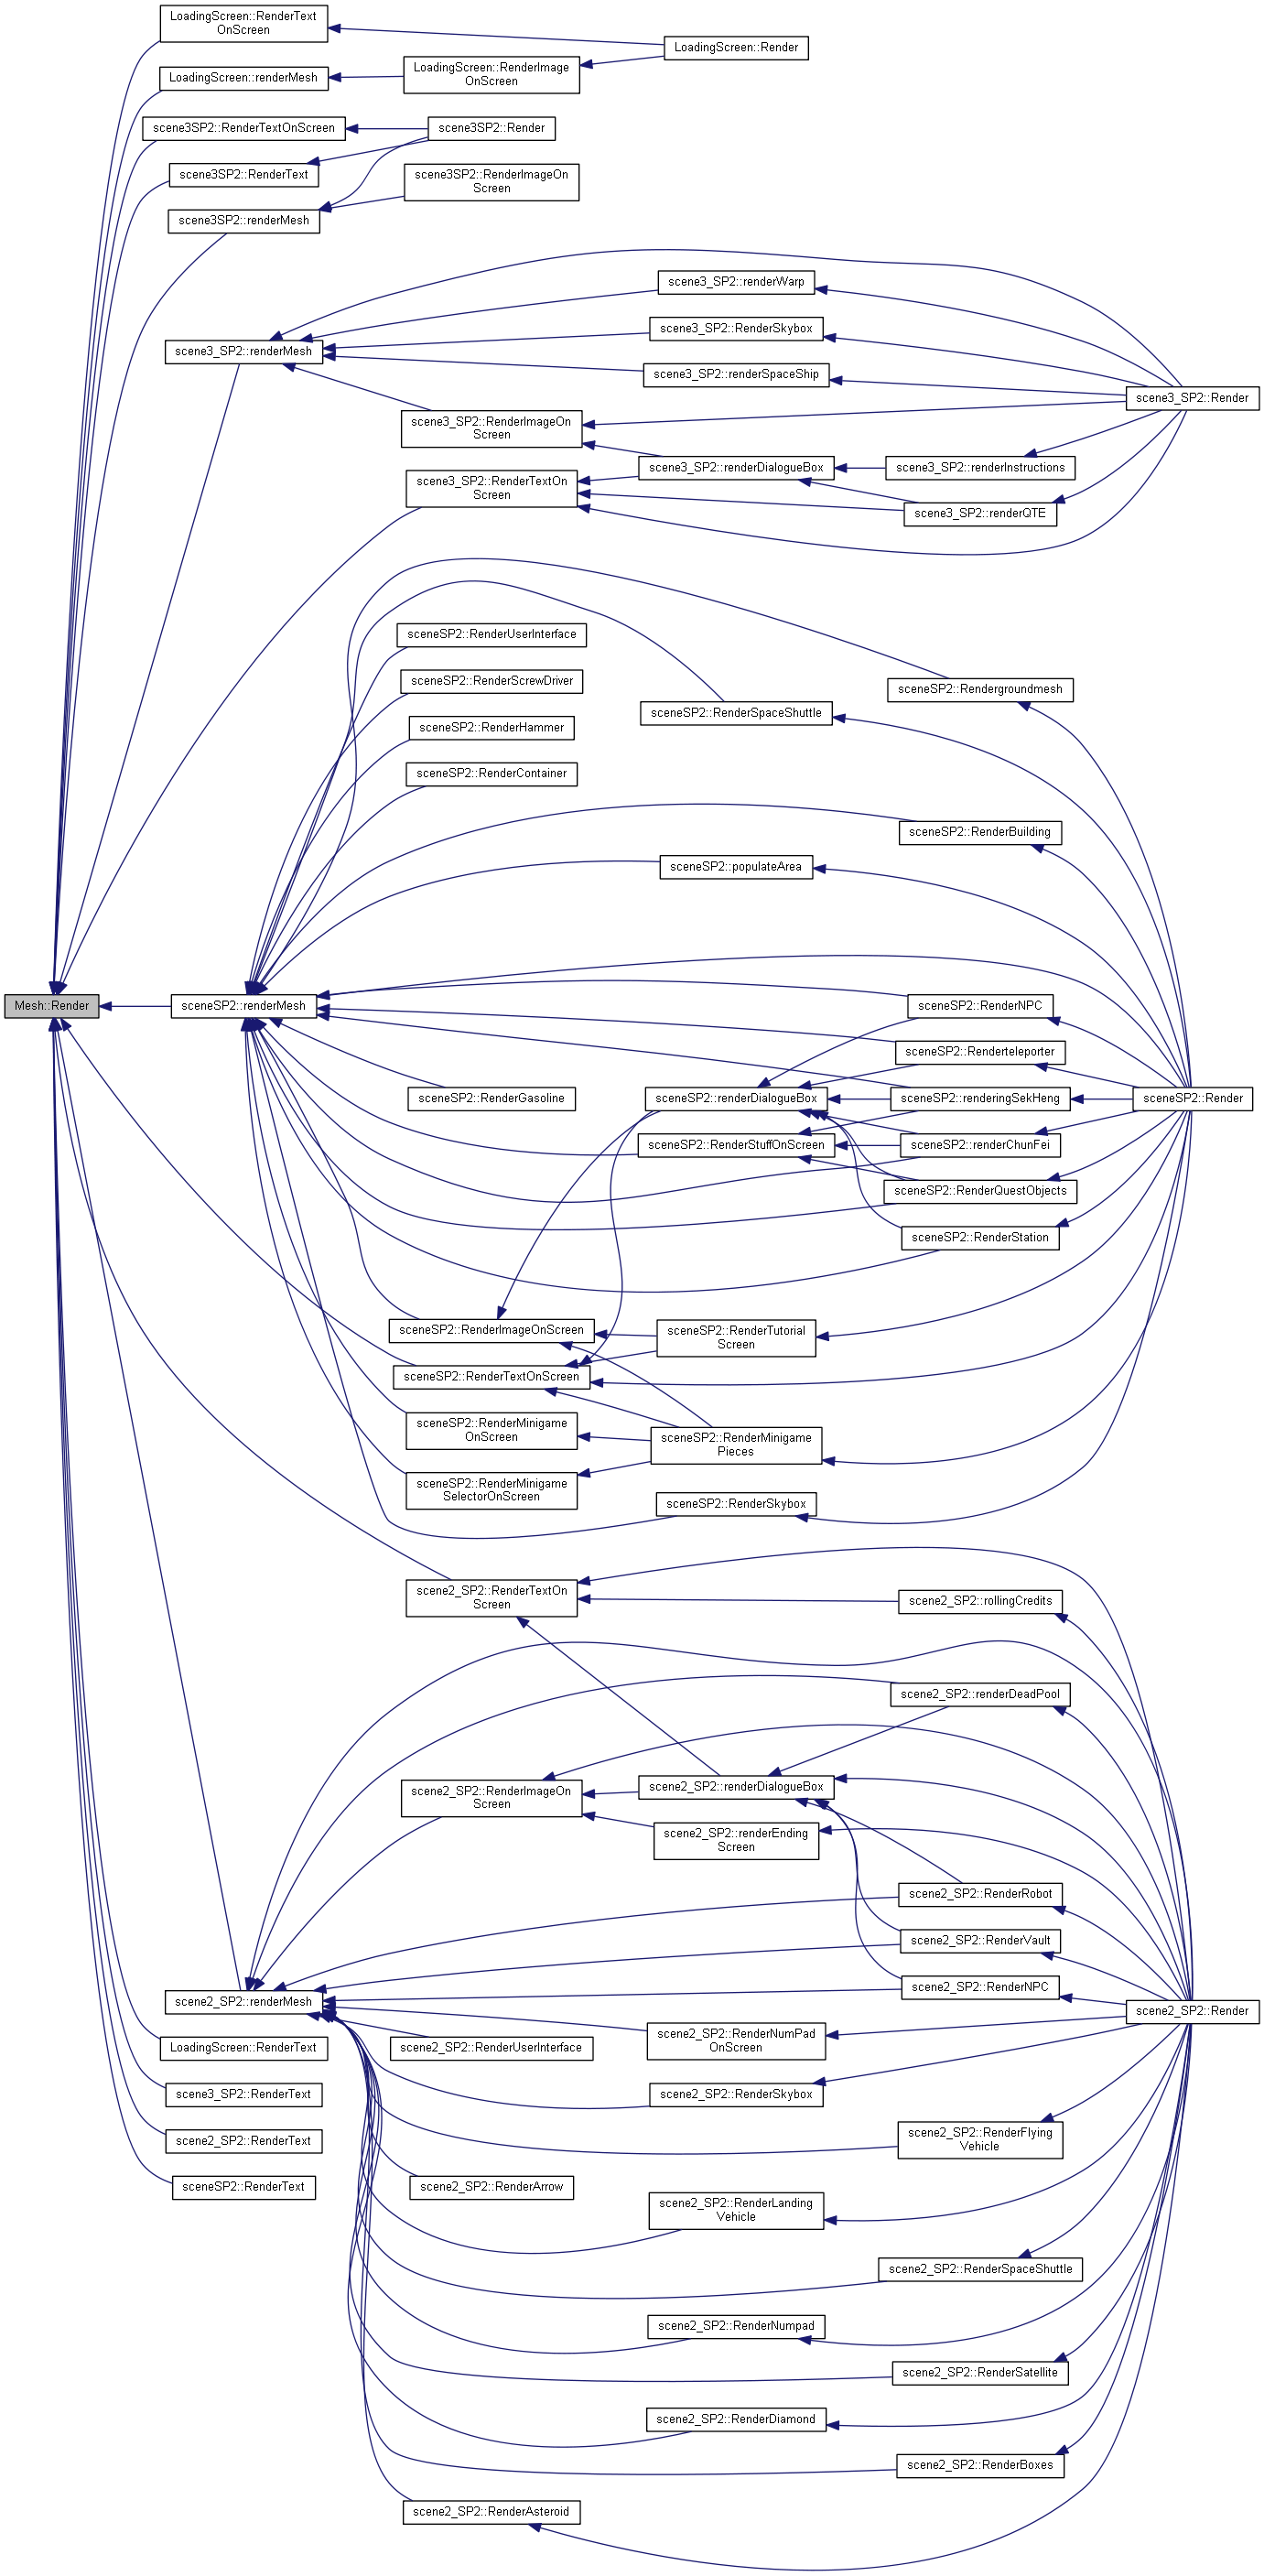 LoadingScreen::RenderText
OnScreen
LoadingScreen::Render
LoadingScreen::RenderImage
OnScreen
LoadingScreen::renderMesh
scene3SP2::RenderTextOnScreen
scene3SP2::Render
scene3SP2::RenderText
scene3SP2::RenderImageOn
Screen
scene3SP2::renderMesh
scene3_SP2::renderWarp
scene3_SP2::RenderSkybox
scene3_SP2::renderMesh
scene3_SP2::renderSpaceShip
scene3_SP2::Render
scene3_SP2::RenderImageOn
Screen
scene3_SP2::renderDialogueBox
scene3_SP2::renderInstructions
scene3_SP2::RenderTextOn
Screen
scene3_SP2::renderQTE
sceneSP2::RenderUserInterface
sceneSP2::RenderScrewDriver
sceneSP2::Rendergroundmesh
sceneSP2::RenderSpaceShuttle
sceneSP2::RenderHammer
sceneSP2::RenderContainer
sceneSP2::RenderBuilding
sceneSP2::populateArea
Mesh::Render
sceneSP2::renderMesh
sceneSP2::RenderNPC
sceneSP2::Renderteleporter
sceneSP2::RenderGasoline
sceneSP2::renderDialogueBox
sceneSP2::renderingSekHeng
sceneSP2::Render
sceneSP2::RenderStuffOnScreen
sceneSP2::renderChunFei
sceneSP2::RenderQuestObjects
sceneSP2::RenderStation
sceneSP2::RenderImageOnScreen
sceneSP2::RenderTutorial
Screen
sceneSP2::RenderTextOnScreen
sceneSP2::RenderMinigame
OnScreen
sceneSP2::RenderMinigame
Pieces
sceneSP2::RenderMinigame
SelectorOnScreen
sceneSP2::RenderSkybox
scene2_SP2::RenderTextOn
Screen
scene2_SP2::rollingCredits
scene2_SP2::renderDeadPool
scene2_SP2::RenderImageOn
Screen
scene2_SP2::renderDialogueBox
scene2_SP2::renderEnding
Screen
scene2_SP2::RenderRobot
scene2_SP2::RenderVault
scene2_SP2::RenderNPC
scene2_SP2::renderMesh
scene2_SP2::Render
scene2_SP2::RenderNumPad
OnScreen
LoadingScreen::RenderText
scene2_SP2::RenderUserInterface
scene3_SP2::RenderText
scene2_SP2::RenderSkybox
scene2_SP2::RenderText
scene2_SP2::RenderFlying
Vehicle
sceneSP2::RenderText
scene2_SP2::RenderArrow
scene2_SP2::RenderLanding
Vehicle
scene2_SP2::RenderSpaceShuttle
scene2_SP2::RenderNumpad
scene2_SP2::RenderSatellite
scene2_SP2::RenderDiamond
scene2_SP2::RenderBoxes
scene2_SP2::RenderAsteroid